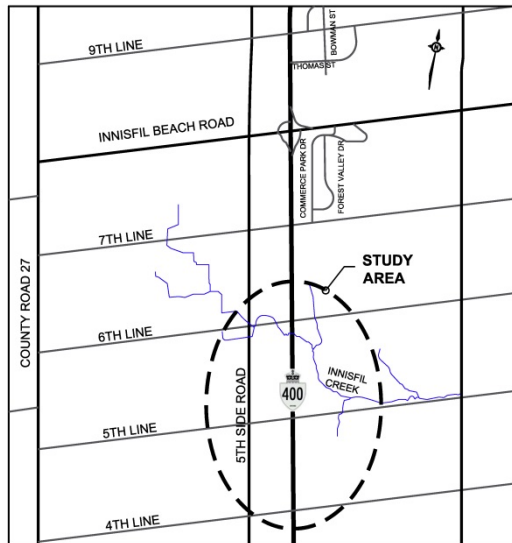 BOWMAN ST
9TH LINE
THOMAS ST
N
INNISFIL BEACH ROAD
COMMERCE PARK DR
FOREST VALLEY DR
7TH LINE
STUDY
AREA
COUNTY ROAD 27
6TH LINE
INNISFIL
CREEK
400
5TH SIDE ROAD
5TH LINE
4TH LINE